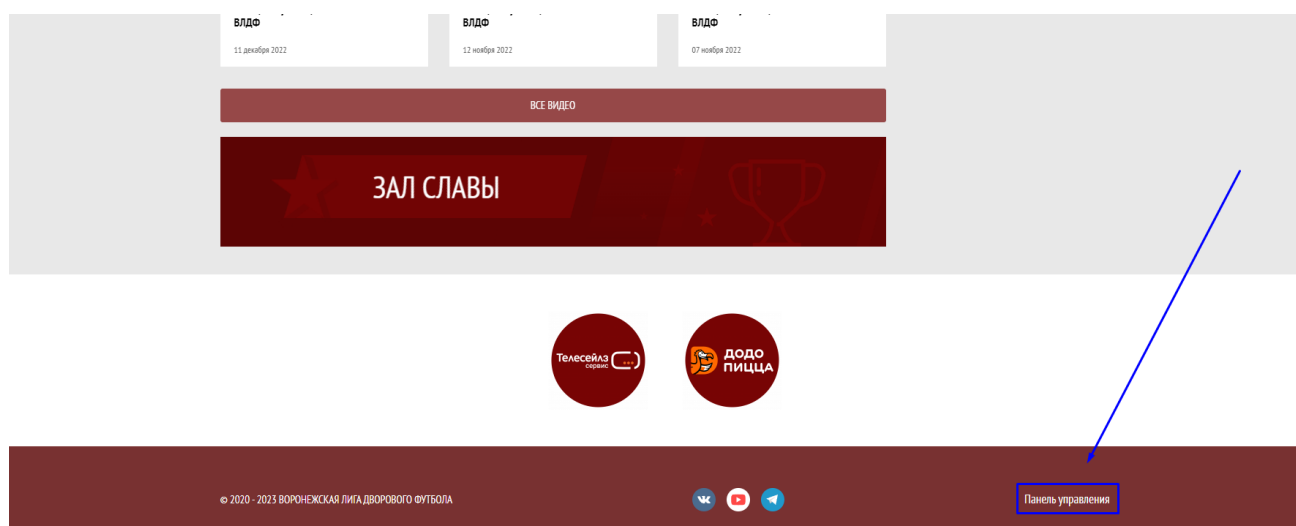 ВЛДФ
ВЛДФ
ВЛДФ
11 декабря 2022
12 ноября 2022
07 ноября 2022
ВСЕ ВИДЕО
ЗАЛ СЛАВЫ
Телесейлз
сервис
ДОДО
ПИЦЦА
© 2020 - 2023 ВОРОНЕЖСКАЯ ЛИГА ДВОРОВОГО ФУТБОЛА
Панель управления